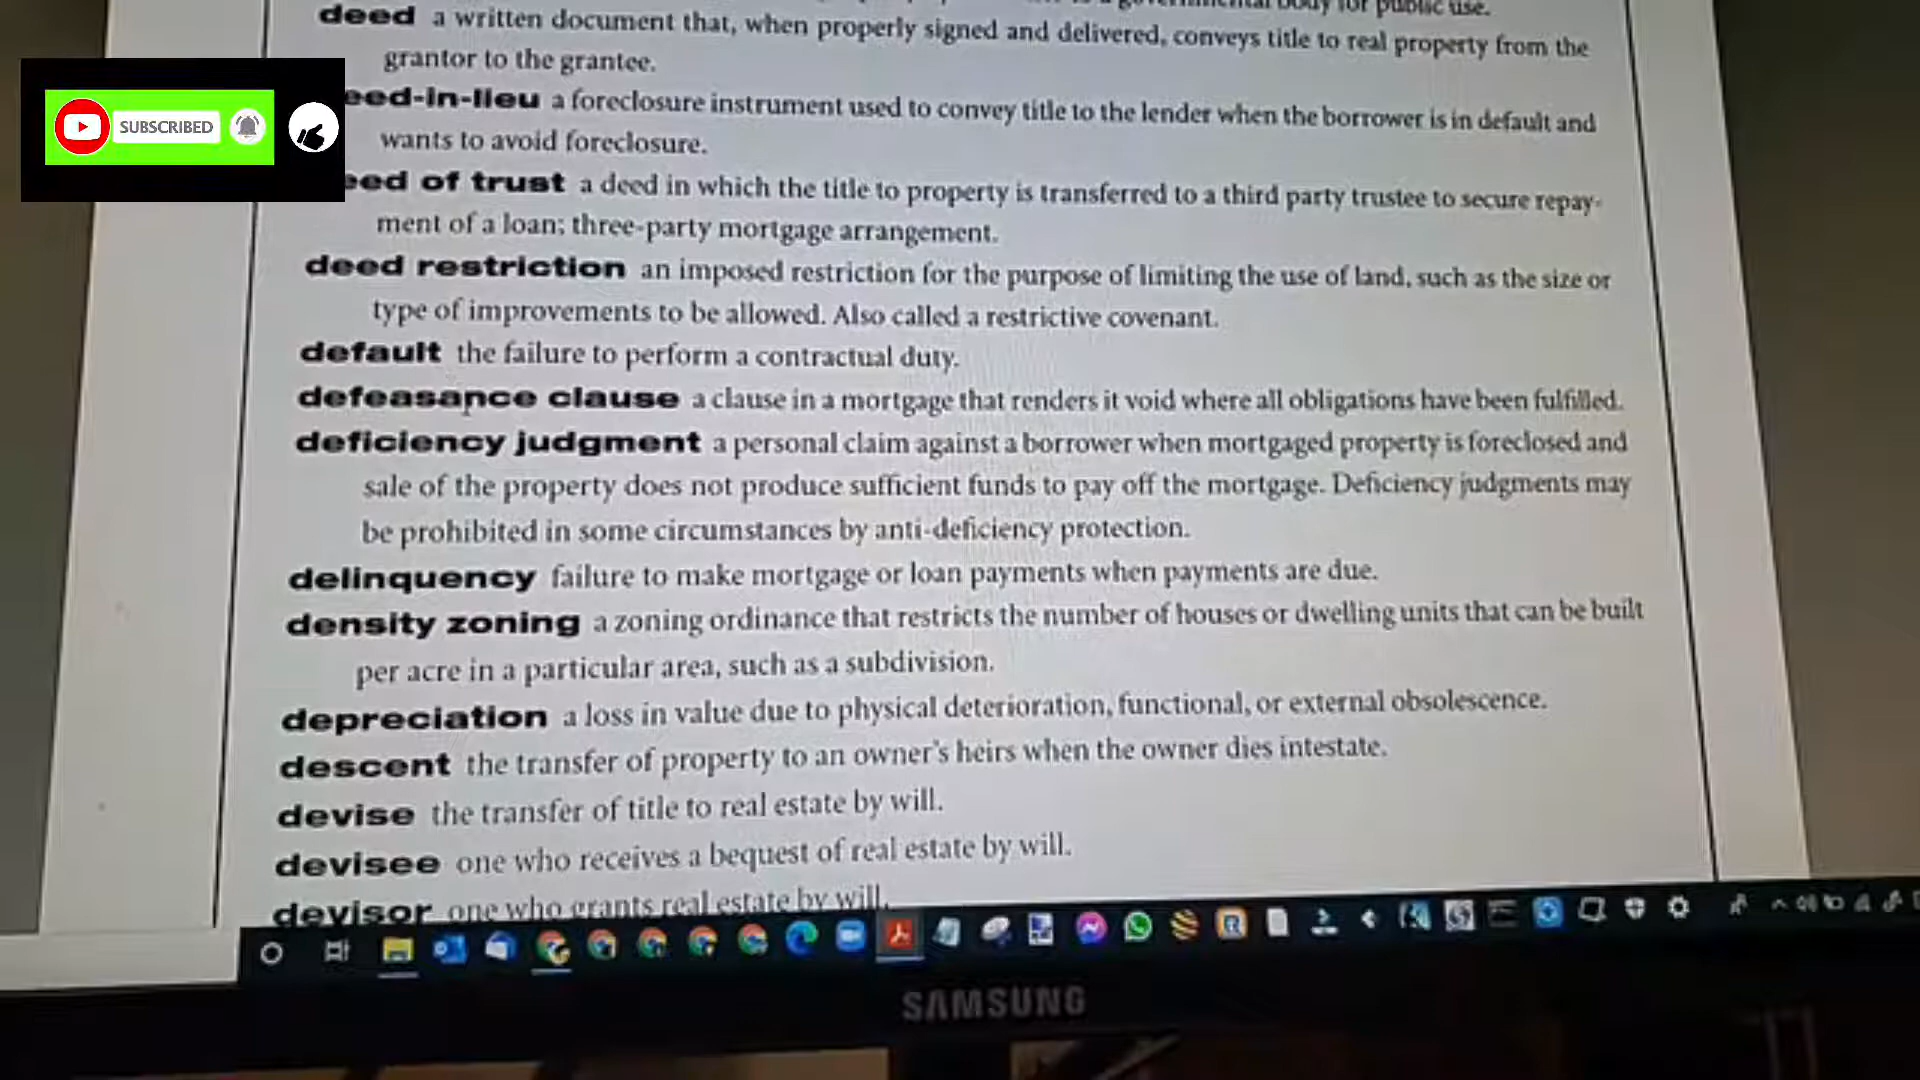 governmental body for public use.
deed a written document that, when properly signed and delivered, conveys title to real property from the
grantor to the grantee.
SUBSCRIBED
eed-in-lieu a foreclosure instrument used to convey title to the lender when the borrower is in default and
wants to avoid foreclosure.
eed of trust a deed in which the title to property is transferred to a third party trustee to secure repay-
ment of a loan; three-party mortgage arrangement.
deed restriction an imposed restriction for the purpose of limiting the use of land, such as the size or
type of improvements to be allowed. Also called a restrictive covenant.
default the failure to perform a contractual duty.
defeasance clause a clause in a mortgage that renders it void where all obligations have been fulfilled.
deficiency judgment a personal claim against a borrower when mortgaged property is foreclosed and
sale of the property does not produce sufficient funds to pay off the mortgage. Deficiency judgments may
be prohibited in some circumstances by anti-deficiency protection.
delinquency failure to make mortgage or loan payments when payments are due.
density zoning a zoning ordinance that restricts the number of houses or dwelling units that can be built
per acre in a particular area, such as a subdivision.
depreciation a loss in value due to physical deterioration, functional, or external obsolescence.
descent the transfer of property to an owner's heirs when the owner dies intestate.
devise the transfer of title to real estate by will.
devisee one who receives a bequest of real estate by will.
devisor one who grants real estate by will.
SAMSUNG